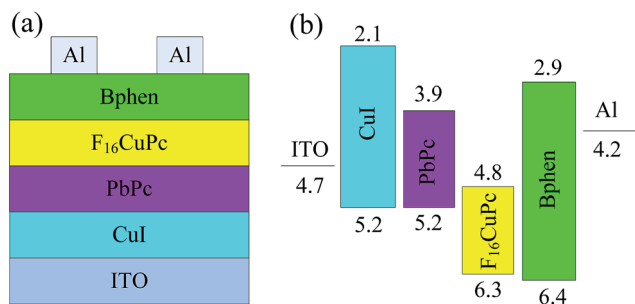 (a)
Al Al
Bphen
F₁₆CuPc
PbPc
CuI
ITO
(b)
ITO
4.7
2.1
CuI
5.2
3.9
PbPc
5.2
4.8
F₁₆CuPc
6.3
2.9
Bphen
6.4
Al
4.2